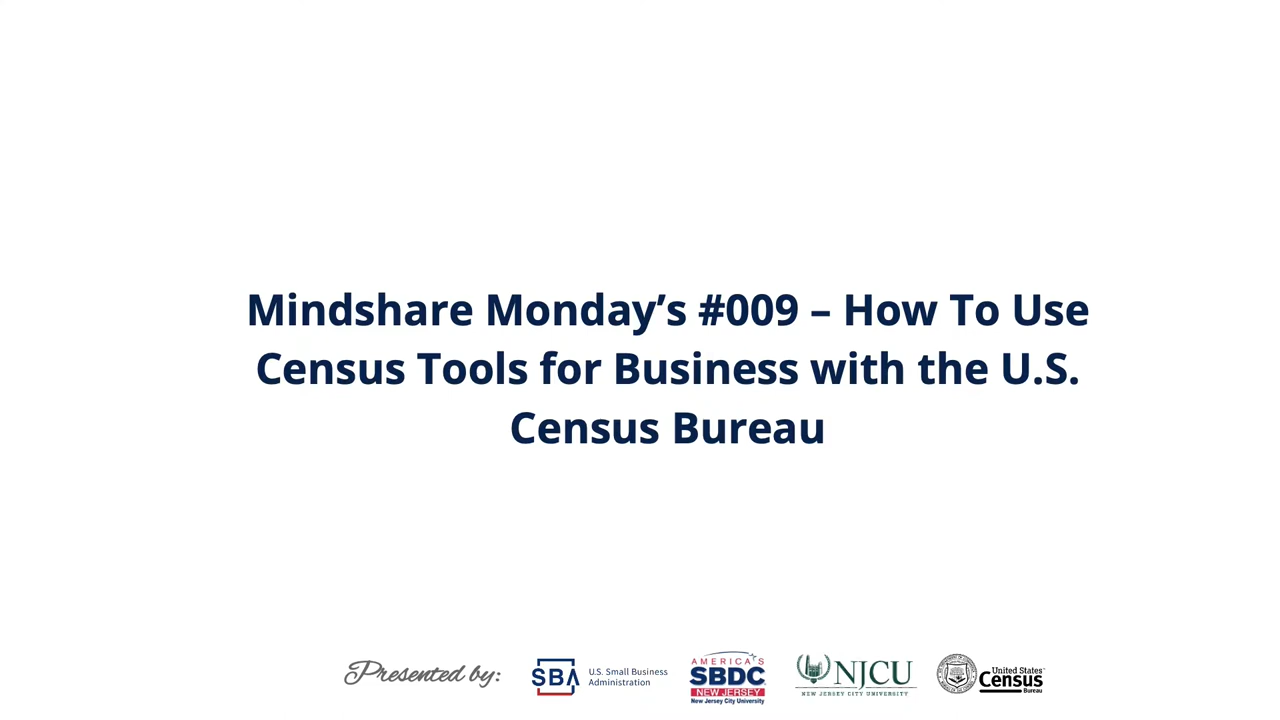 Mindshare Monday’s #009 – How To Use
Census Tools for Business with the U.S.
Census Bureau
Presented by:
SBA
U.S. Small Business
Administration
AMERICA'S
SBDC
NEW JERSEY
New Jersey City University
NJCU
NEW JERSEY CITY UNIVERSITY
United States
Census
Bureau